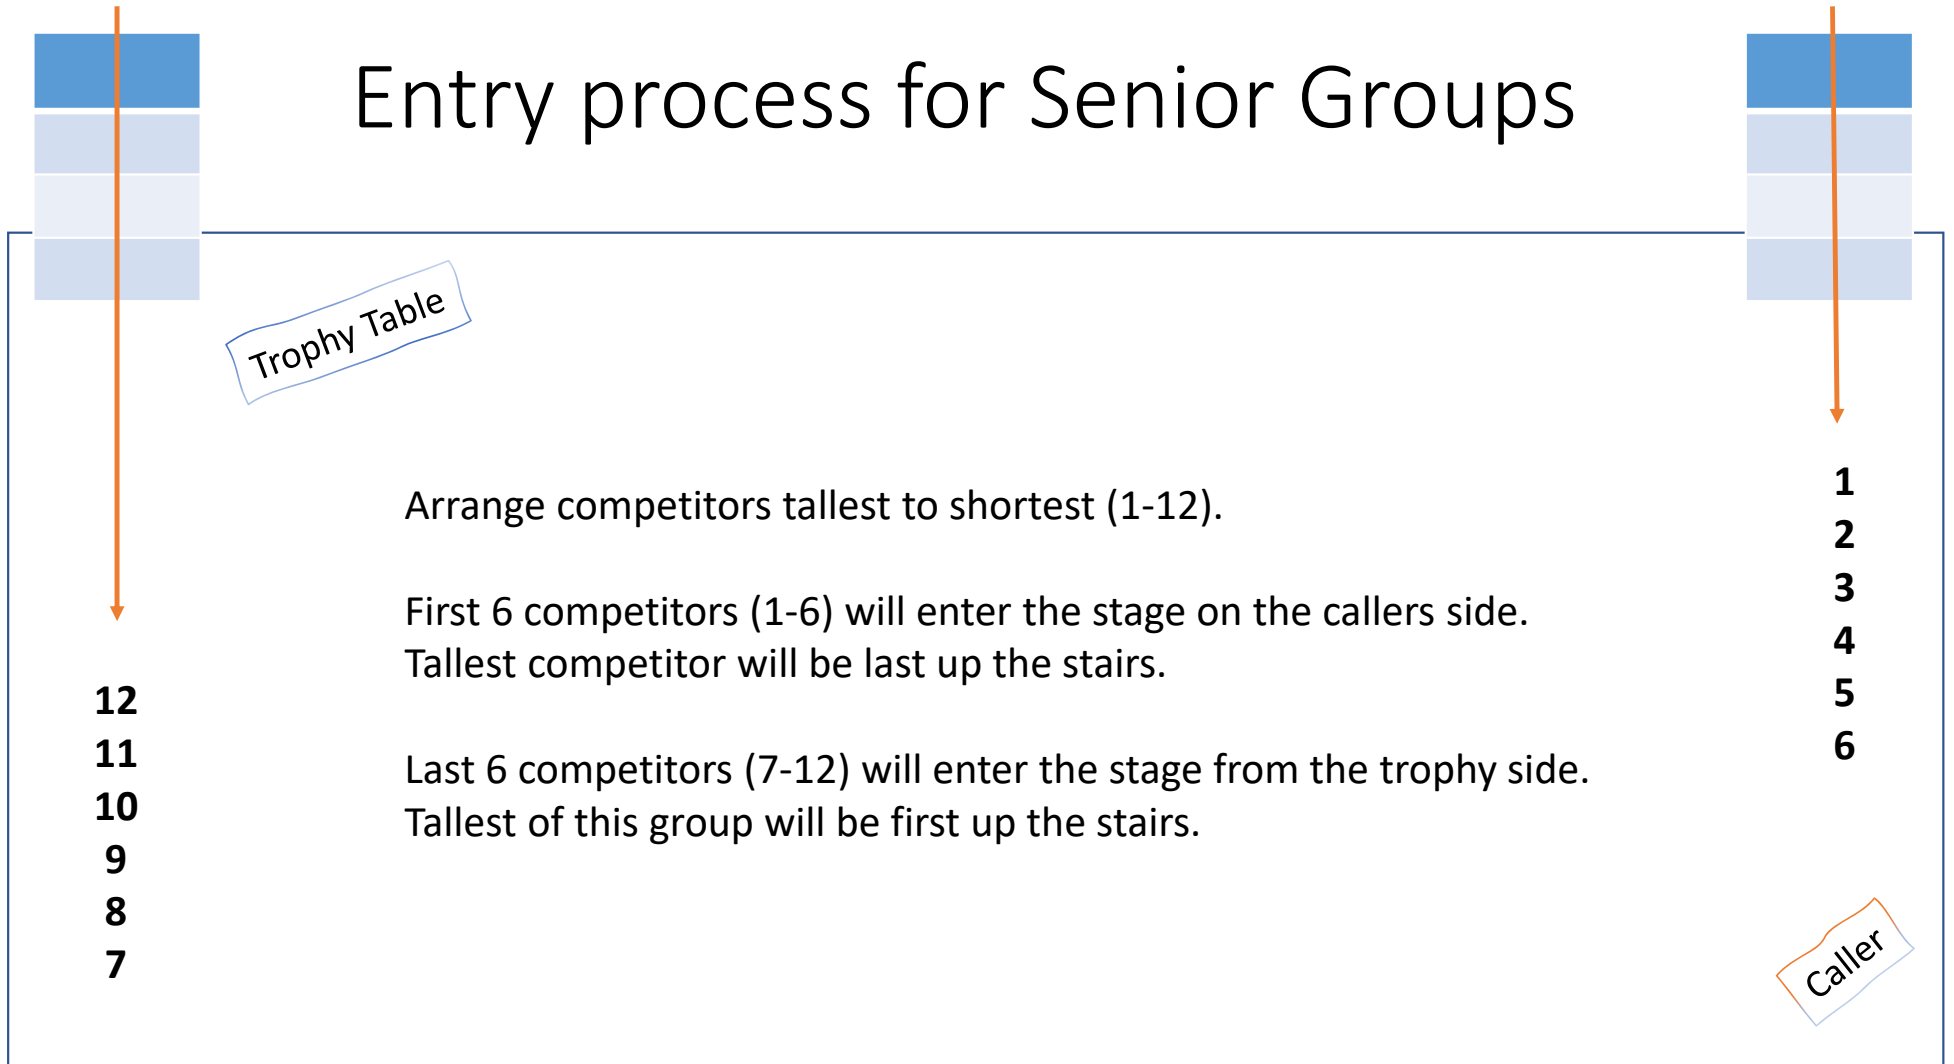 Entry process for Senior Groups
Trophy Table
Arrange competitors tallest to shortest (1-12).
First 6 competitors (1-6) will enter the stage on the callers side.
Tallest competitor will be last up the stairs.
Last 6 competitors (7-12) will enter the stage from the trophy side.
Tallest of this group will be first up the stairs.
12
11
10
9
8
7
1
2
3
4
5
6
Caller